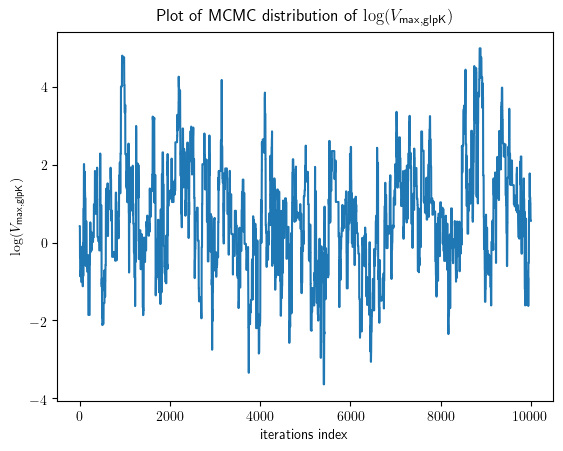 Plot of MCMC distribution of log(V_max,glpK)
log(V_max,glpK)
4
2
0
−2
−4
0 2000 4000 6000 8000 10000
iterations index